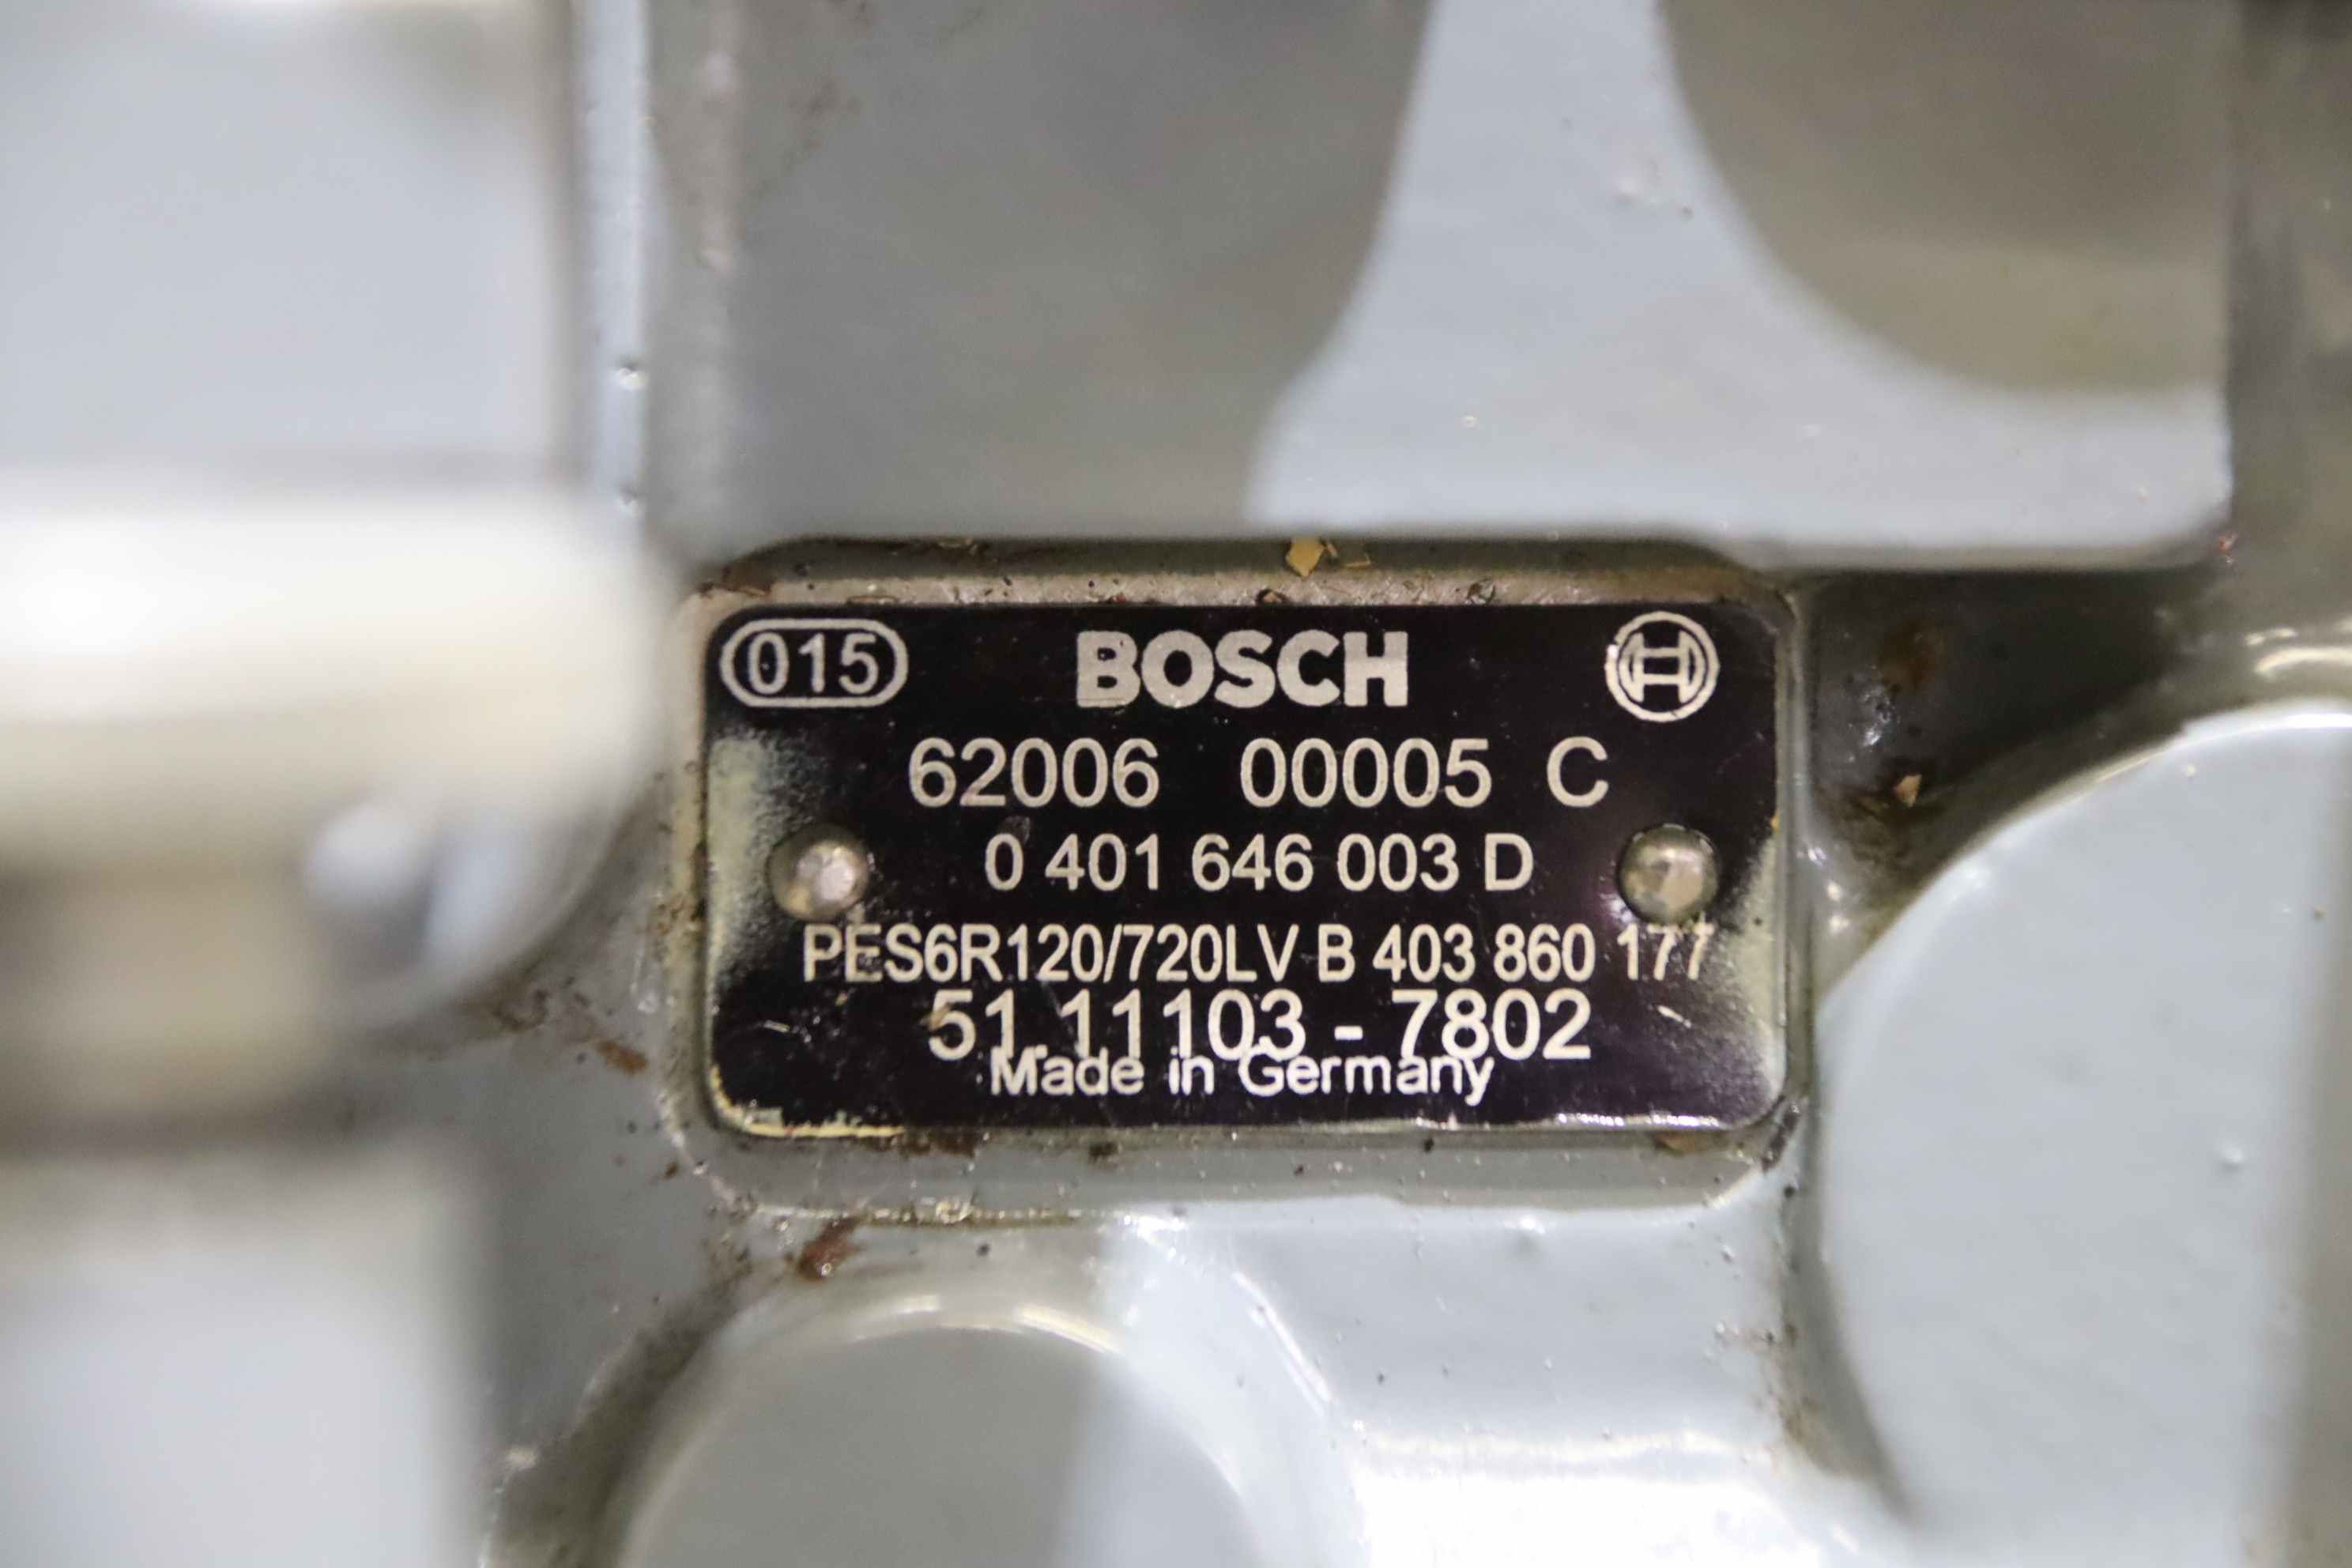 015 BOSCH
62006 00005 C
0 401 646 003 D
PES6R120/720LV B 403 860 177
51.11103 - 7802
Made in Germany